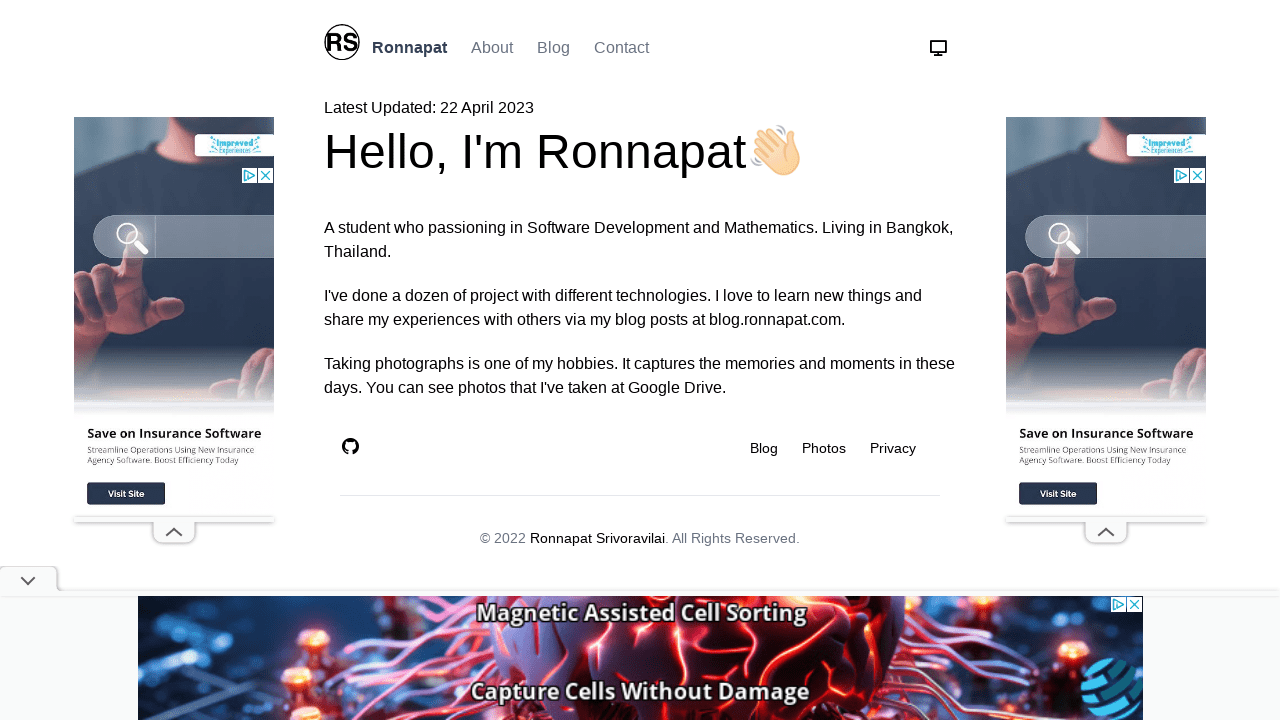 RS
Ronnapat About Blog Contact
Latest Updated: 22 April 2023
Hello, I'm Ronnapat👋🏻
A student who passioning in Software Development and Mathematics. Living in Bangkok,
Thailand.
I've done a dozen of project with different technologies. I love to learn new things and
share my experiences with others via my blog posts at blog.ronnapat.com.
Taking photographs is one of my hobbies. It captures the memories and moments in these
days. You can see photos that I've taken at Google Drive.
Blog Photos Privacy
© 2022 Ronnapat Srivoravilai. All Rights Reserved.
Improved
Experiences
Save on Insurance Software
Streamline Operations Using New Insurance
Agency Software. Boost Efficiency Today
Visit Site
Improved
Experiences
Save on Insurance Software
Streamline Operations Using New Insurance
Agency Software. Boost Efficiency Today
Visit Site
Magnetic Assisted Cell Sorting
Capture Cells Without Damage